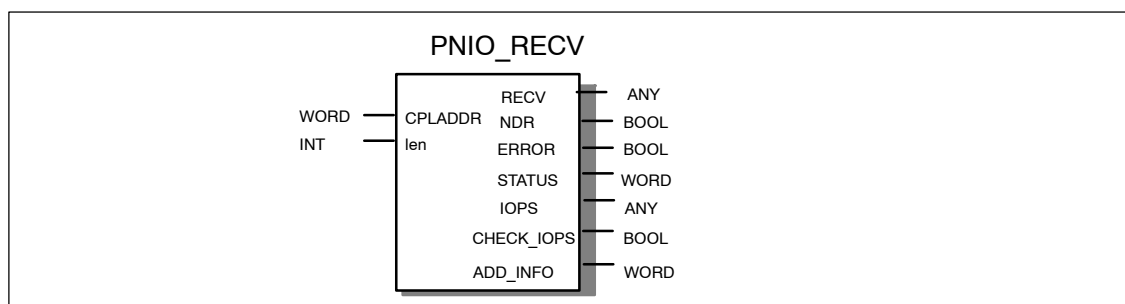 PNIO_RECV
RECV ANY
WORD CPLADDR NDR BOOL
INT len ERROR BOOL
STATUS WORD
IOPS ANY
CHECK_IOPS BOOL
ADD_INFO WORD